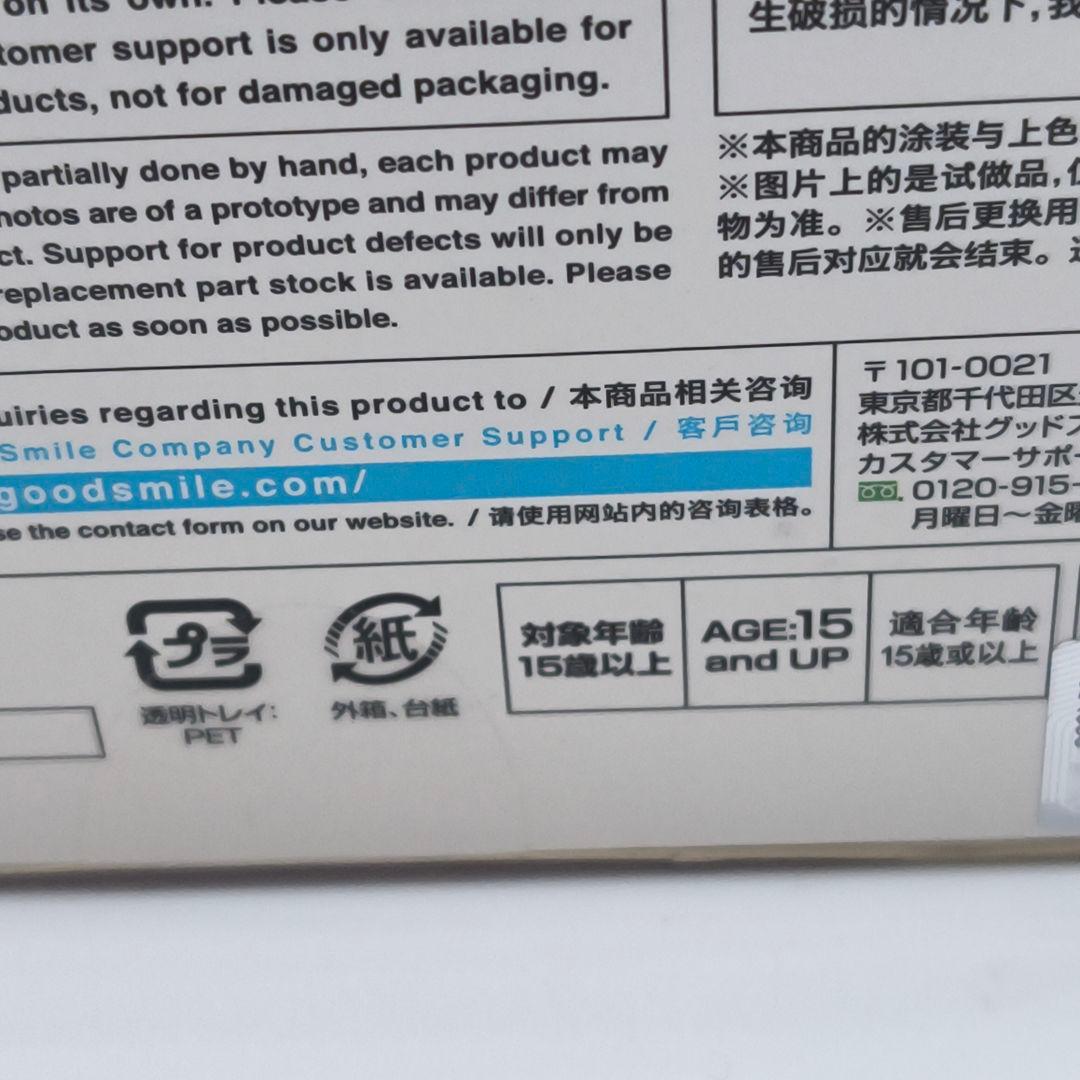 on its own. Please
tomer support is only available for
ducts, not for damaged packaging.
partially done by hand, each product may
hotos are of a prototype and may differ from
ct. Support for product defects will only be
replacement part stock is available. Please
oduct as soon as possible.
生破损的情况下,我
※本商品的涂装与上色
※图片上的是试做品,
物为准。※售后更换用
的售后对应就会结束。
uiries regarding this product to / 本商品相关咨询
Smile Company Customer Support / 客戶咨询
goodsmile.com/
se the contact form on our website. / 请使用网站内的咨询表格。
〒101-0021
東京都千代田区
株式会社グッドス
カスタマーサポー
0120-915-
月曜日〜金曜
プラ
透明トレイ:
PET
紙
外箱、台紙
対象年齢
15歳以上
AGE:15
and UP
適合年齡
15歲或以上